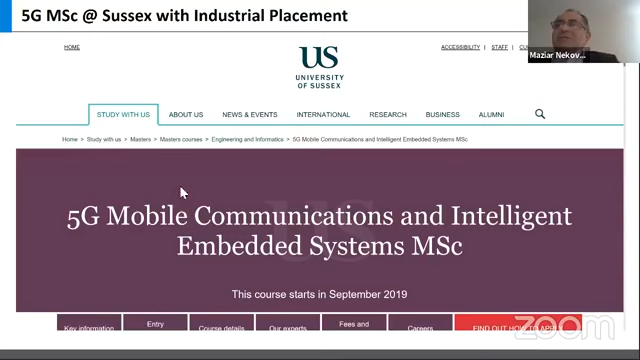 5G MSc @ Sussex with Industrial Placement
Maziar Nekov...
HOME
ACCESSIBILITY | STAFF |
US
UNIVERSITY
OF SUSSEX
STUDY WITH US ABOUT US NEWS & EVENTS INTERNATIONAL RESEARCH BUSINESS ALUMNI
Home > Study with us > Masters > Masters courses > Engineering and Informatics > 5G Mobile Communications and Intelligent Embedded Systems MSc
5G Mobile Communications and Intelligent
Embedded Systems MSc
This course starts in September 2019
Key information Entry Course details Our experts Fees and Careers FIND OUT HOW TO APPLY
zoom